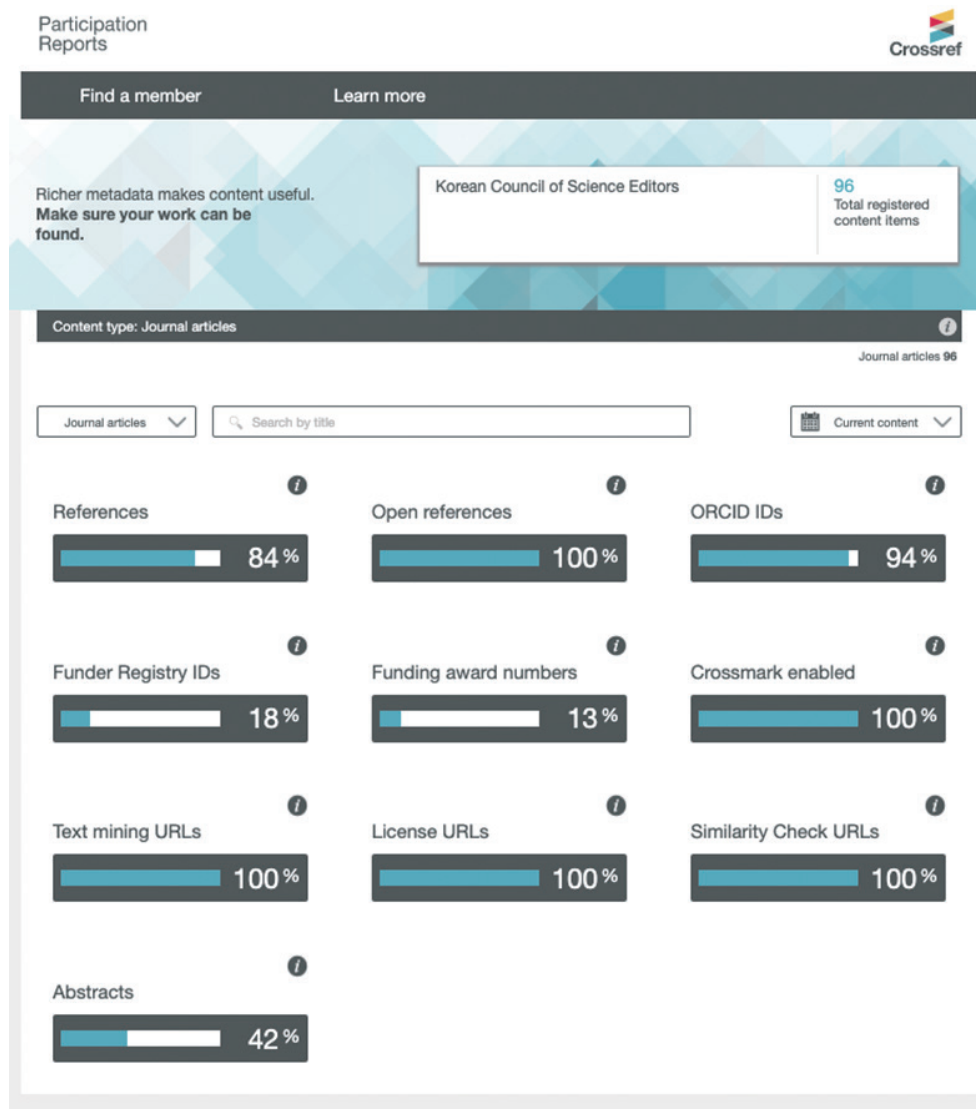 Participation
Reports
Crossref
Find a member
Learn more
Richer metadata makes content useful.
Make sure your work can be
found.
Korean Council of Science Editors
96
Total registered
content items
Content type: Journal articles
i
Journal articles 96
Journal articles
Search by title
Current content
i
i
i
References
Open references
ORCID IDs
84%
100%
94%
i
i
i
Funder Registry IDs
Funding award numbers
Crossmark enabled
18%
13%
100%
i
i
i
Text mining URLs
License URLs
Similarity Check URLs
100%
100%
100%
i
Abstracts
42%